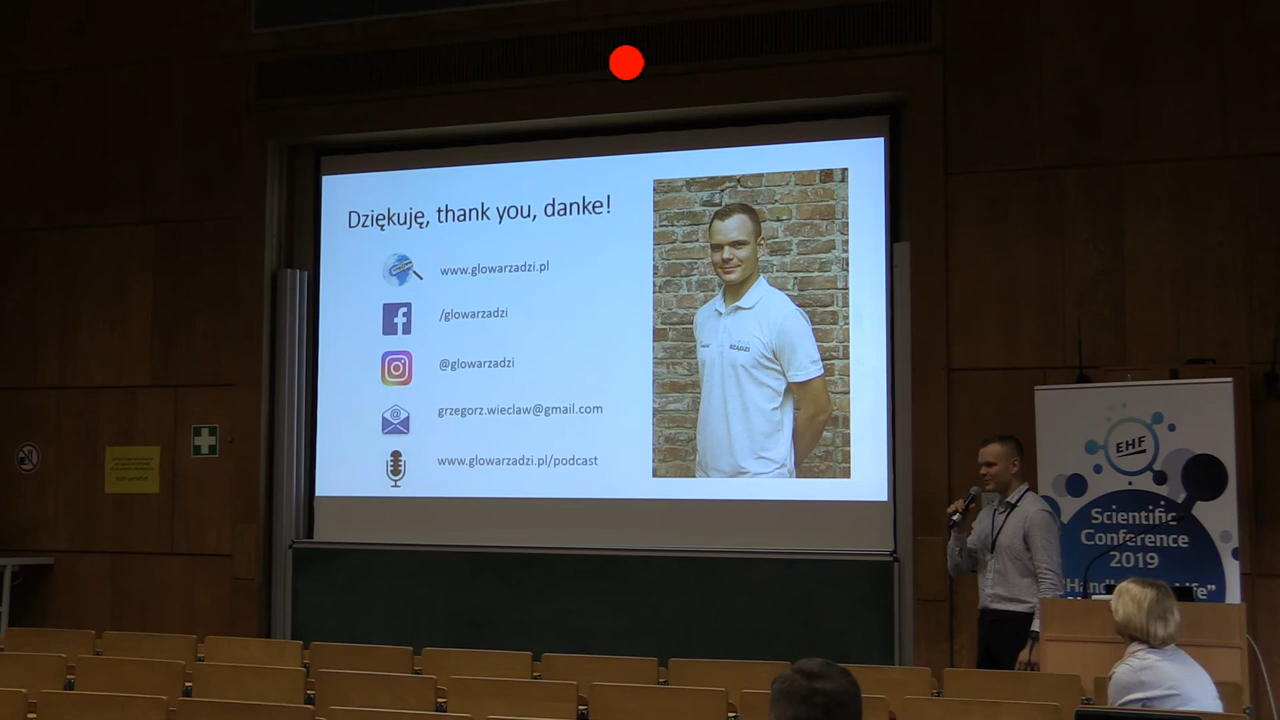 Dziękuję, thank you, danke!
www.glowarzadzi.pl
/glowarzadzi
@glowarzadzi
grzegorz.wieclaw@gmail.com
www.glowarzadzi.pl/podcast
RZĄDZI
EHF
Scientific
Conference
2019